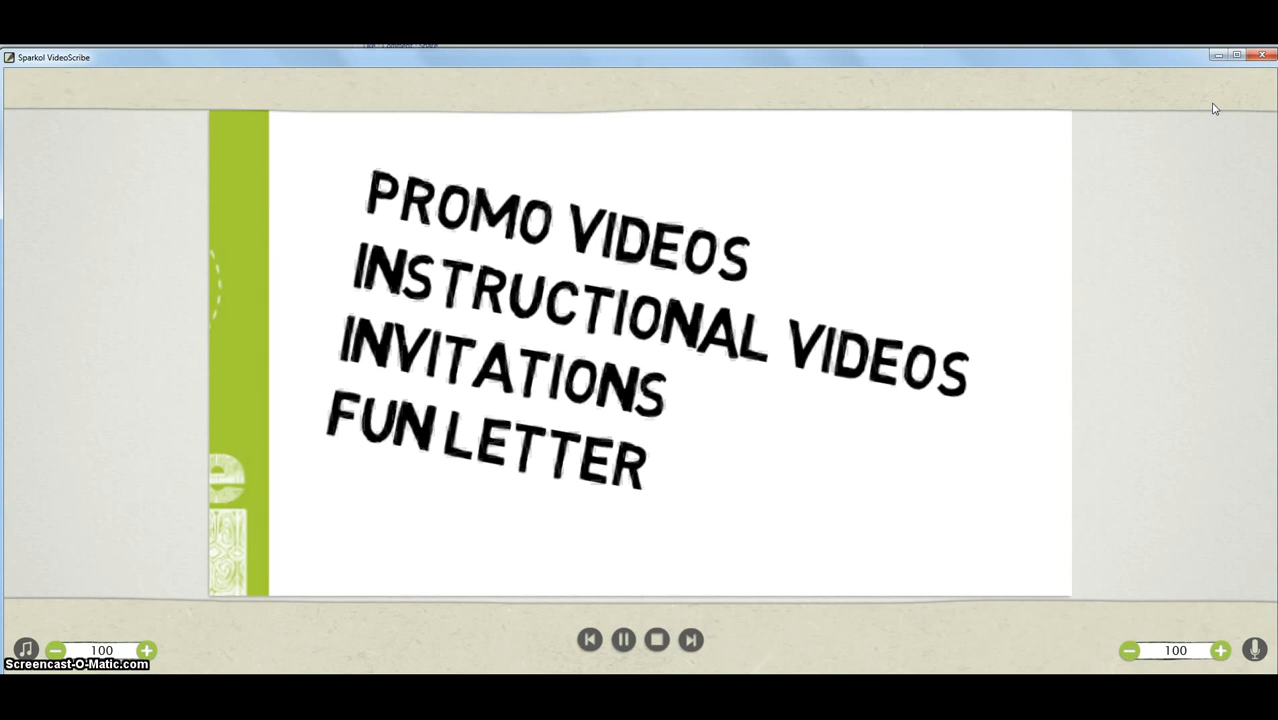 Sparkol VideoScribe
PROMO VIDEOS
INSTRUCTIONAL VIDEOS
INVITATIONS
FUN LETTER
e
100
100
Screencast-O-Matic.com